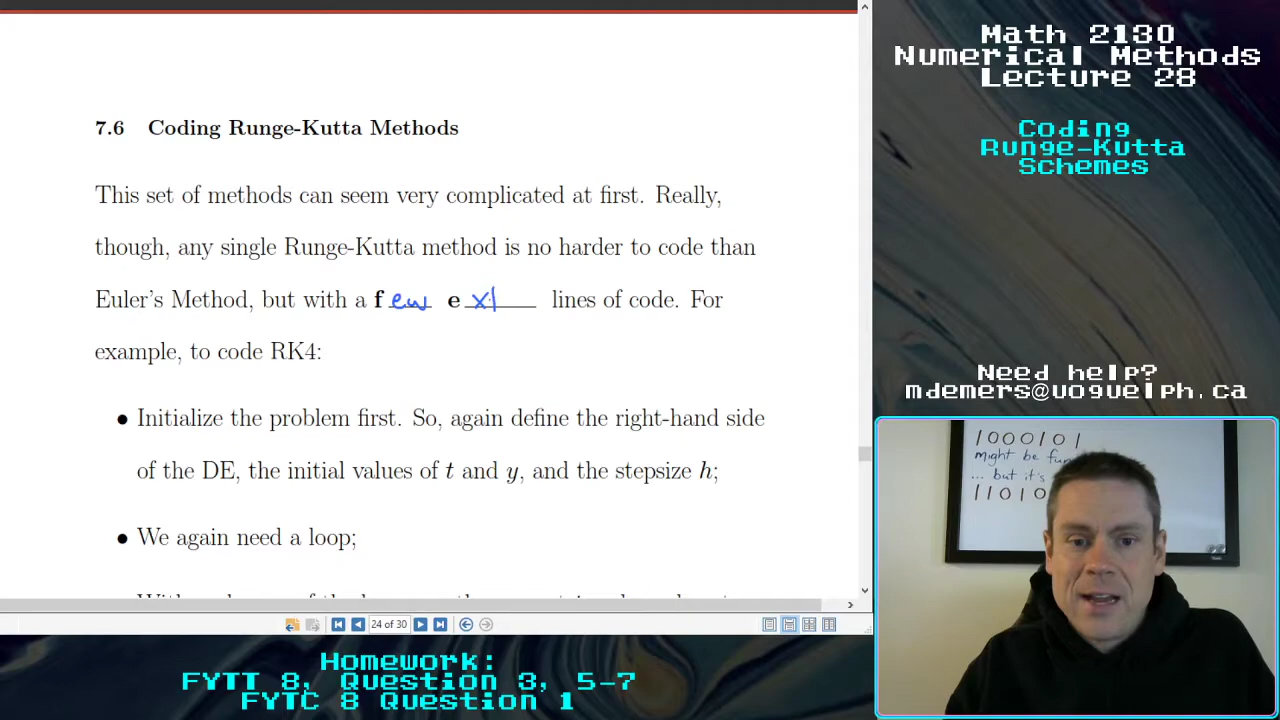 7.6 Coding Runge-Kutta Methods
This set of methods can seem very complicated at first. Really,
though, any single Runge-Kutta method is no harder to code than
Euler's Method, but with a few ext lines of code. For
example, to code RK4:
• Initialize the problem first. So, again define the right-hand side
of the DE, the initial values of t and y, and the stepsize h;
• We again need a loop;
24 of 30
Math 2130
Numerical Methods
Lecture 28
Coding
Runge-Kutta
Schemes
Need help?
mdemers@uoguelph.ca
1000101
might be fu
... but it's
11010
Homework:
FYTT 8, Question 3, 5-7
FYTC 8 Question 1